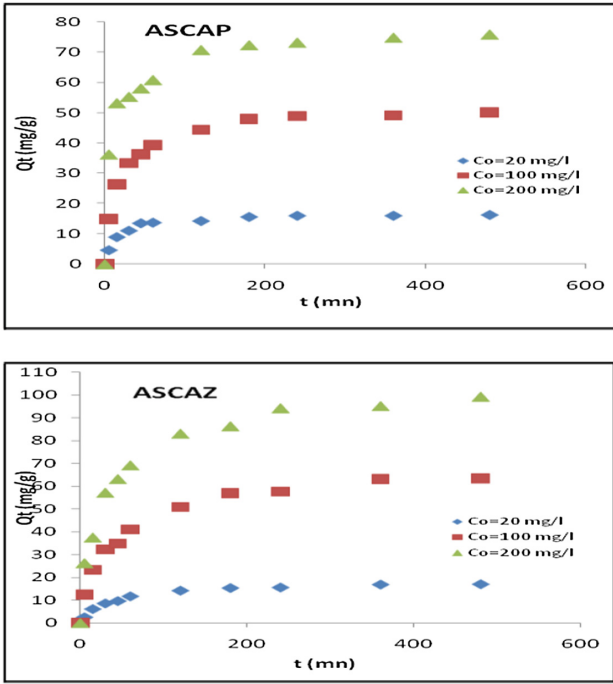 ASCAP
80
70
60
50
40
30
20
10
0
Qt (mg/g)
Co=20 mg/l
Co=100 mg/l
Co=200 mg/l
0 200 400 600
t (mn)
ASCAZ
110
100
90
80
70
60
50
40
30
20
10
0
Qt(mg/g)
Co=20 mg/l
Co=100 mg/l
Co=200 mg/l
0 200 400 600
t (mn)